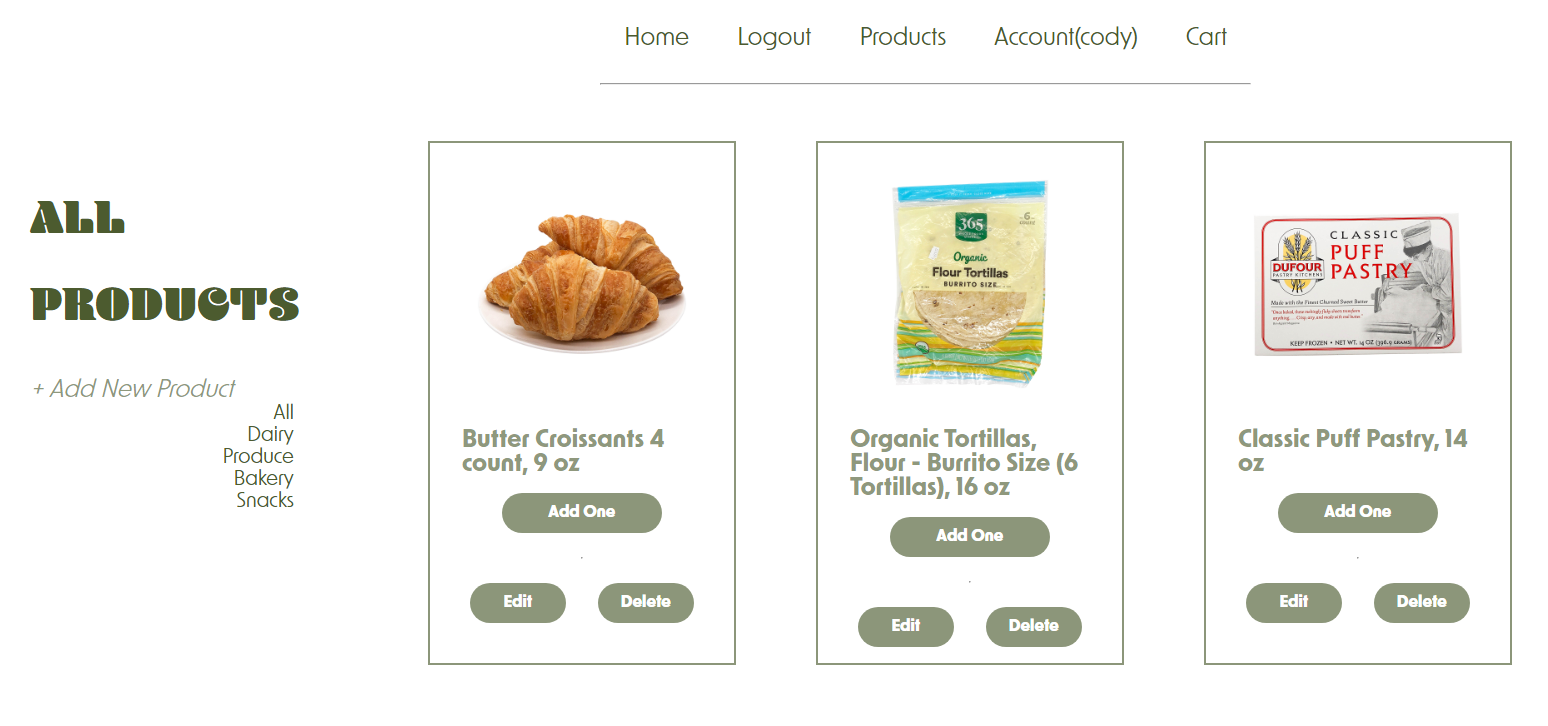 Home Logout Products Account(cody) Cart
ALL
PRODUCTS
+ Add New Product
All
Dairy
Produce
Bakery
Snacks
Butter Croissants 4
count, 9 oz
Add One
Edit Delete
365
6
Organic
Flour Tortillas
BURRITO SIZE
Organic Tortillas,
Flour - Burrito Size (6
Tortillas), 16 oz
Add One
Edit Delete
CLASSIC
PUFF
PASTRY
DUFOUR
PASTRY KITCHENS
Made with the Finest Churned Sweet Butter
KEEP FROZEN • NET WT. 14 OZ (396.9 GRAMS)
Classic Puff Pastry, 14
oz
Add One
Edit Delete